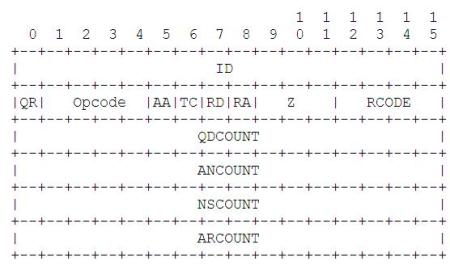 1  1  1  1  1  1
  0  1  2  3  4  5  6  7  8  9  0  1  2  3  4  5
+--+--+--+--+--+--+--+--+--+--+--+--+--+--+--+--+
|                      ID                       |
+--+--+--+--+--+--+--+--+--+--+--+--+--+--+--+--+
|QR|   Opcode  |AA|TC|RD|RA|   Z    |   RCODE   |
+--+--+--+--+--+--+--+--+--+--+--+--+--+--+--+--+
|                    QDCOUNT                    |
+--+--+--+--+--+--+--+--+--+--+--+--+--+--+--+--+
|                    ANCOUNT                    |
+--+--+--+--+--+--+--+--+--+--+--+--+--+--+--+--+
|                    NSCOUNT                    |
+--+--+--+--+--+--+--+--+--+--+--+--+--+--+--+--+
|                    ARCOUNT                    |
+--+--+--+--+--+--+--+--+--+--+--+--+--+--+--+--+